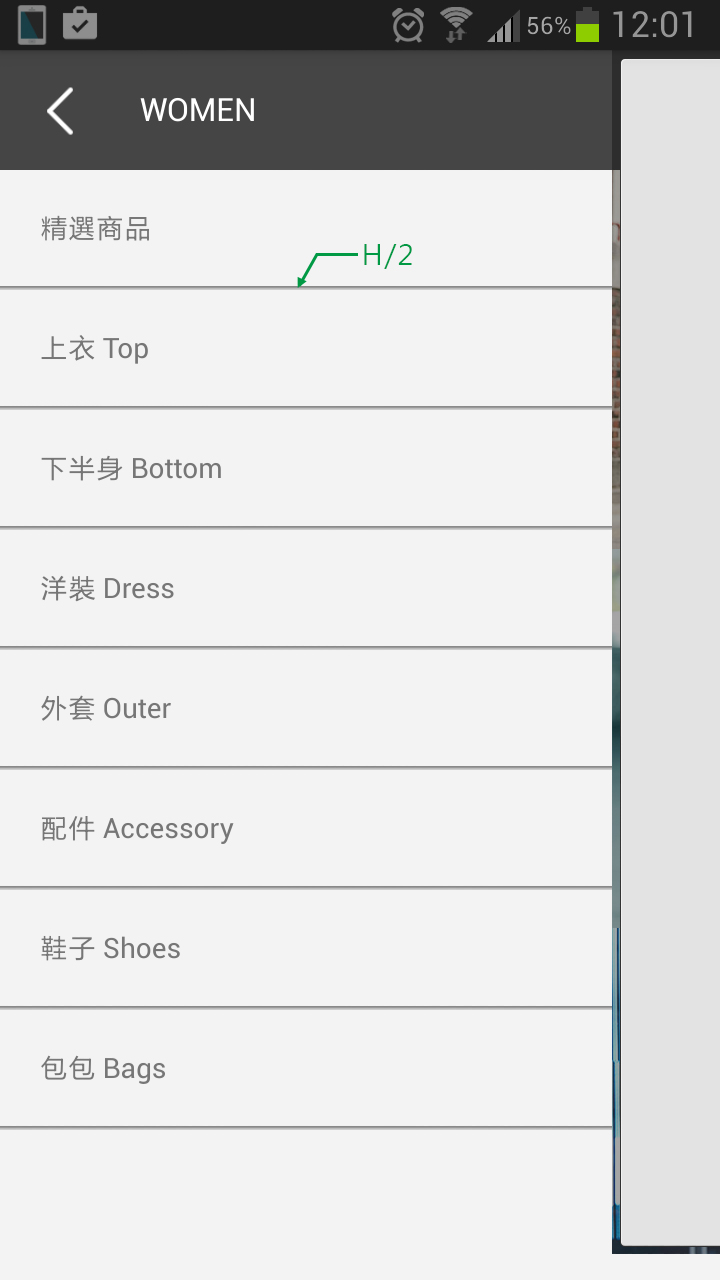 56% 12:01
WOMEN
精選商品
H/2
上衣 Top
下半身 Bottom
洋裝 Dress
外套 Outer
配件 Accessory
鞋子 Shoes
包包 Bags